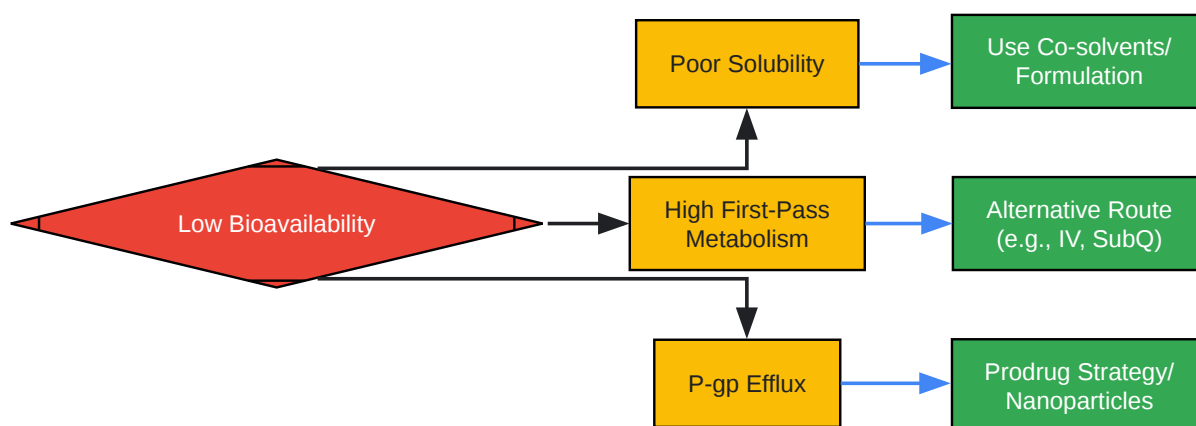 Low Bioavailability
Poor Solubility
Use Co-solvents/
Formulation
High First-Pass
Metabolism
Alternative Route
(e.g., IV, SubQ)
P-gp Efflux
Prodrug Strategy/
Nanoparticles